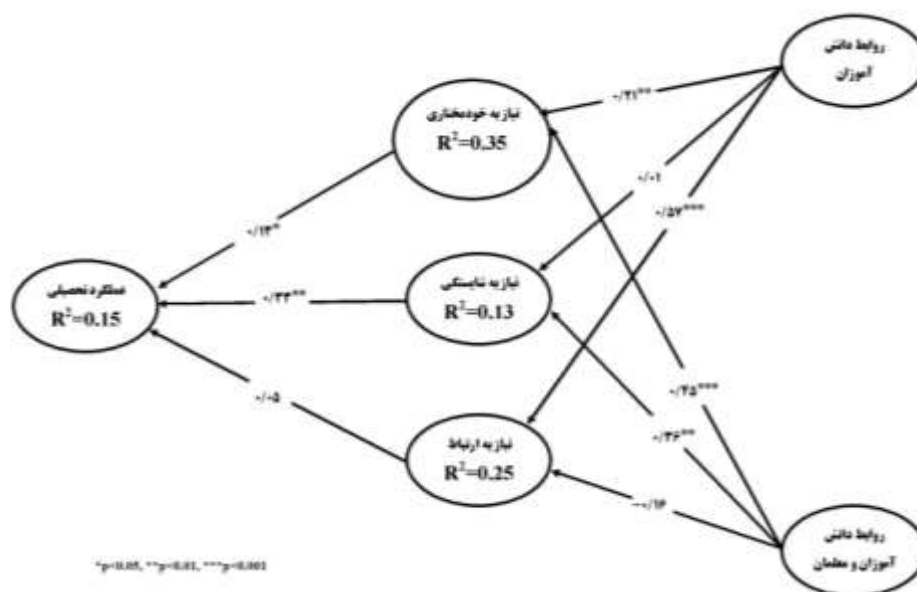 روابط دانش
آموزان
نیاز به خودمختاری
R²=0.35
۰/۲۱**
۰/۰۱
۰/۵۷***
نیاز به شایستگی
R²=0.13
۰/۱۳*
عملکرد تحصیلی
R²=0.15
۰/۳۳**
۰/۰۵
نیاز به ارتباط
R²=0.25
۰/۴۵***
۰/۳۶**
-۰/۱۶
روابط دانش
آموزان و معلمان
*p<0.05, **p<0.01, ***p<0.001